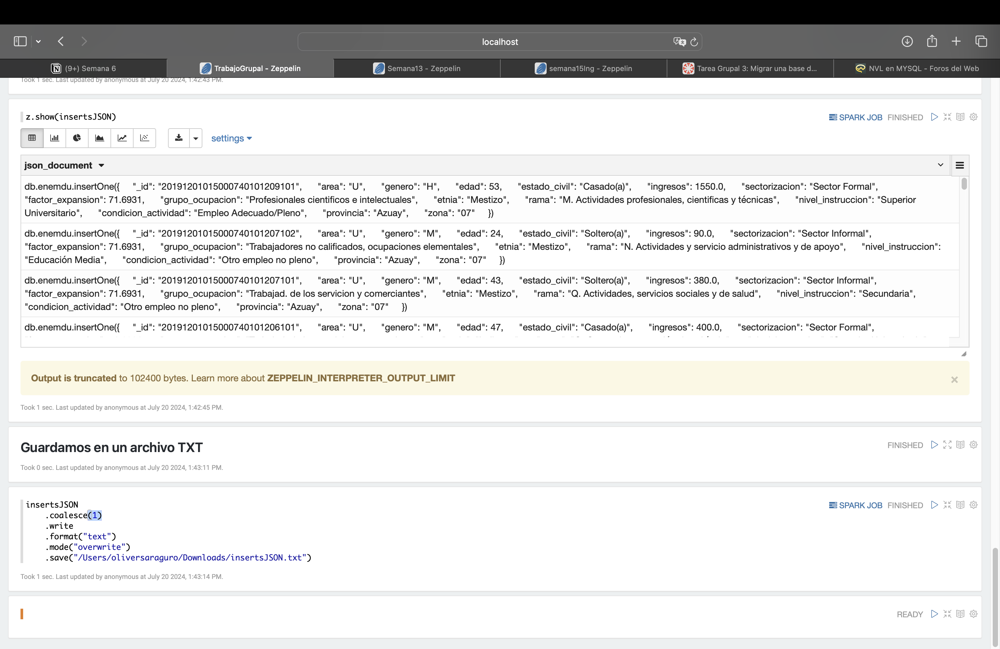 localhost
(9+) Semana 6
TrabajoGrupal - Zeppelin
Semana13 - Zeppelin
semana15Ing - Zeppelin
Tarea Grupal 3: Migrar una base d...
NVL en MYSQL - Foros del Web
Took 1 sec. Last updated by anonymous at July 20 2024, 1:42:43 PM.
z.show(insertsJSON)
SPARK JOB FINISHED
settings
json_document
db.enemdu.insertOne({ "_id": "20191201015000740101209101", "area": "U", "genero": "H", "edad": 53, "estado_civil": "Casado(a)", "ingresos": 1550.0, "sectorizacion": "Sector Formal",
"factor_expansion": 71.6931, "grupo_ocupacion": "Profesionales cientificos e intelectuales", "etnia": "Mestizo", "rama": "M. Actividades profesionales, cientificas y técnicas", "nivel_instruccion": "Superior
Universitario", "condicion_actividad": "Empleo Adecuado/Pleno", "provincia": "Azuay", "zona": "07" })
db.enemdu.insertOne({ "_id": "20191201015000740101207102", "area": "U", "genero": "M", "edad": 24, "estado_civil": "Soltero(a)", "ingresos": 90.0, "sectorizacion": "Sector Informal",
"factor_expansion": 71.6931, "grupo_ocupacion": "Trabajadores no calificados, ocupaciones elementales", "etnia": "Mestizo", "rama": "N. Actividades y servicio administrativos y de apoyo", "nivel_instruccion":
"Educación Media", "condicion_actividad": "Otro empleo no pleno", "provincia": "Azuay", "zona": "07" })
db.enemdu.insertOne({ "_id": "20191201015000740101207101", "area": "U", "genero": "M", "edad": 43, "estado_civil": "Soltero(a)", "ingresos": 380.0, "sectorizacion": "Sector Informal",
"factor_expansion": 71.6931, "grupo_ocupacion": "Trabajad. de los servicion y comerciantes", "etnia": "Mestizo", "rama": "Q. Actividades, servicios sociales y de salud", "nivel_instruccion": "Secundaria",
"condicion_actividad": "Otro empleo no pleno", "provincia": "Azuay", "zona": "07" })
db.enemdu.insertOne({ "_id": "20191201015000740101206101", "area": "U", "genero": "M", "edad": 47, "estado_civil": "Casado(a)", "ingresos": 400.0, "sectorizacion": "Sector Formal",
Output is truncated to 102400 bytes. Learn more about ZEPPELIN_INTERPRETER_OUTPUT_LIMIT
Took 1 sec. Last updated by anonymous at July 20 2024, 1:42:45 PM.
Guardamos en un archivo TXT
FINISHED
Took 0 sec. Last updated by anonymous at July 20 2024, 1:43:11 PM.
insertsJSON
SPARK JOB FINISHED
.coalesce(1)
.write
.format("text")
.mode("overwrite")
.save("/Users/oliversaraguro/Downloads/insertsJSON.txt")
Took 1 sec. Last updated by anonymous at July 20 2024, 1:43:14 PM.
READY